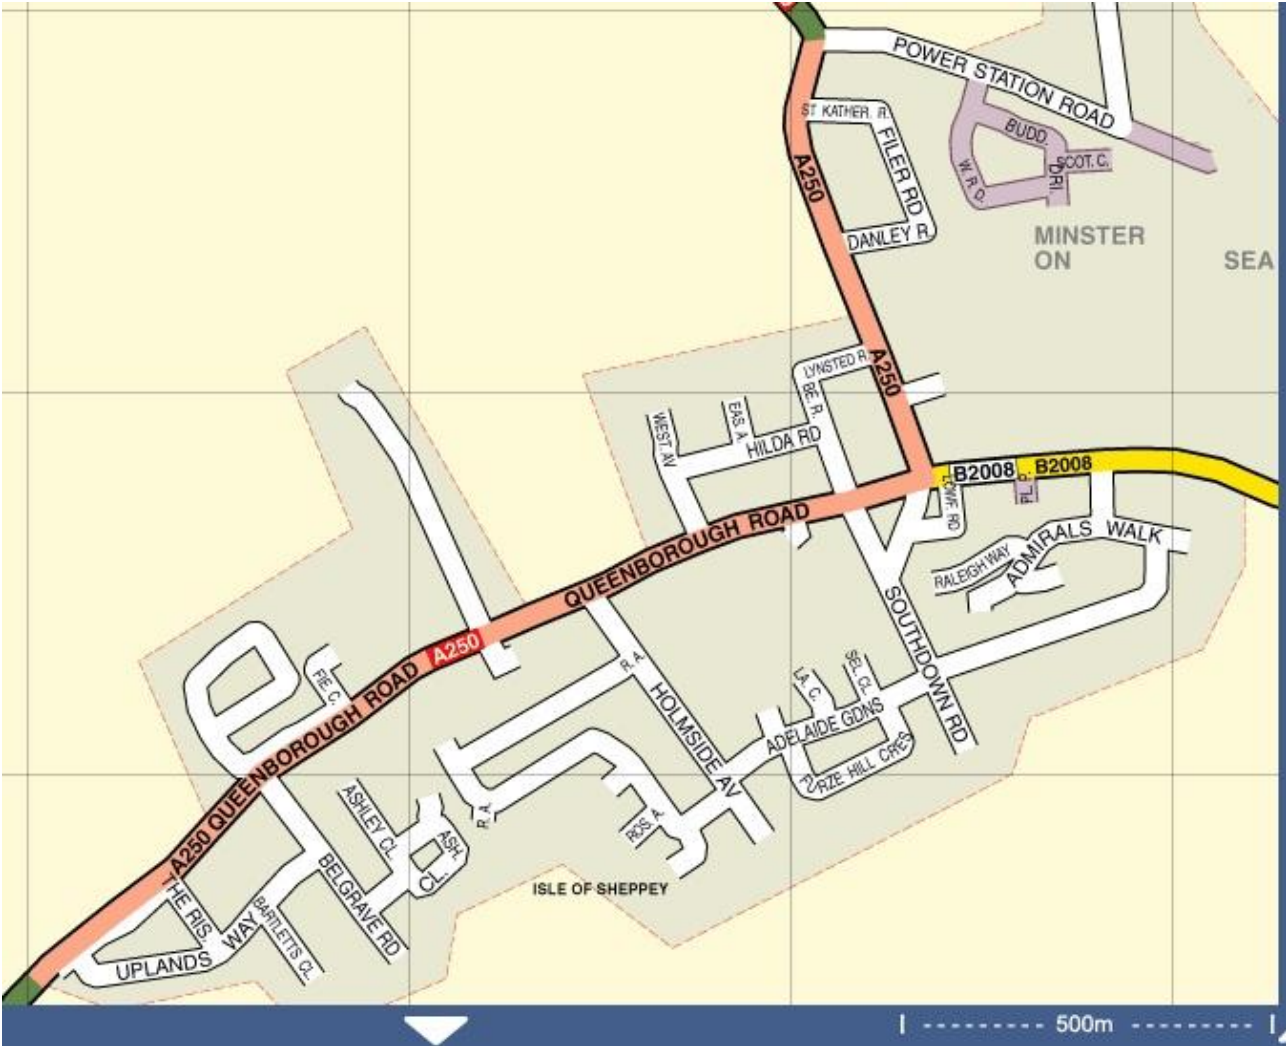 POWER STATION ROAD
ST KATHER. R.
BUDD.
FILER RD
SCOT. C.
DRI.
W. R D.
A250
DANLEY R.
MINSTER
ON SEA
LYNSTED R.
A250
BE. R.
EAS. A.
WEST. AV
HILDA RD
B2008
B2008
PL. P.
LOWF. RD
QUEENBOROUGH ROAD
ADMIRALS WALK
RALEIGH WAY
SOUTHDOWN RD
A250
R. A.
SEL. CL.
LA. C.
FIE. C.
HOLMSIDE AV
ADELAIDE GDNS
FURZE HILL CRES
QUEENBOROUGH ROAD
A250 QUEENBOROUGH ROAD
ASHLEY CL.
R. A.
ROS. A.
ASH.
CL.
BELGRAVE RD
THE RIS.
ISLE OF SHEPPEY
BARTLETTS CL.
UPLANDS WAY
500m